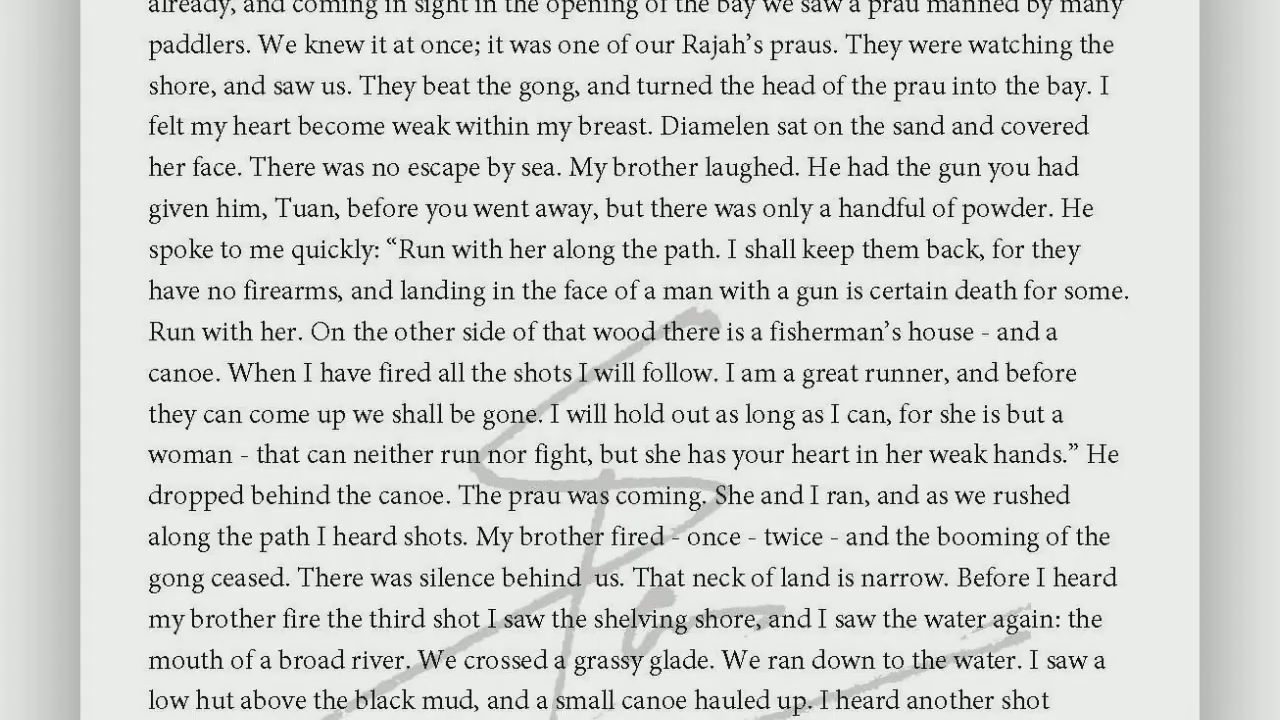 already, and coming in sight in the opening of the bay we saw a prau manned by many
paddlers. We knew it at once; it was one of our Rajah’s praus. They were watching the
shore, and saw us. They beat the gong, and turned the head of the prau into the bay. I
felt my heart become weak within my breast. Diamelen sat on the sand and covered
her face. There was no escape by sea. My brother laughed. He had the gun you had
given him, Tuan, before you went away, but there was only a handful of powder. He
spoke to me quickly: “Run with her along the path. I shall keep them back, for they
have no firearms, and landing in the face of a man with a gun is certain death for some.
Run with her. On the other side of that wood there is a fisherman’s house - and a
canoe. When I have fired all the shots I will follow. I am a great runner, and before
they can come up we shall be gone. I will hold out as long as I can, for she is but a
woman - that can neither run nor fight, but she has your heart in her weak hands.” He
dropped behind the canoe. The prau was coming. She and I ran, and as we rushed
along the path I heard shots. My brother fired - once - twice - and the booming of the
gong ceased. There was silence behind us. That neck of land is narrow. Before I heard
my brother fire the third shot I saw the shelving shore, and I saw the water again: the
mouth of a broad river. We crossed a grassy glade. We ran down to the water. I saw a
low hut above the black mud, and a small canoe hauled up. I heard another shot